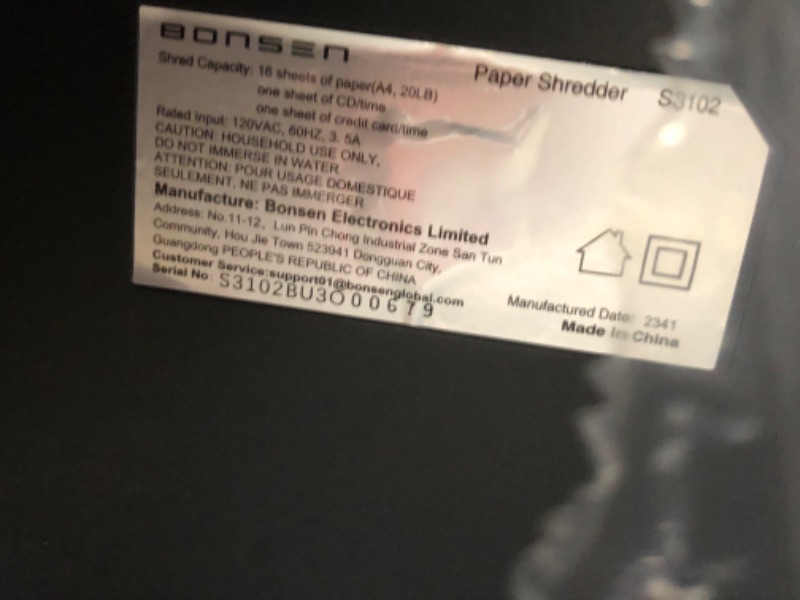 BONSEN
Paper Shredder S3102
Shred Capacity: 16 sheets of paper(A4, 20LB)
one sheet of CD/time
one sheet of credit card/time
Rated input: 120VAC, 60HZ, 3. 5A
CAUTION: HOUSEHOLD USE ONLY,
DO NOT IMMERSE IN WATER
ATTENTION: POUR USAGE DOMESTIQUE
SEULEMENT, NE PAS IMMERGER
Manufacture: Bonsen Electronics Limited
Address: No.11-12, Lun Pin Chong Industrial Zone San Tun
Community, Hou Jie Town 523941 Dongguan City,
Guangdong PEOPLE'S REPUBLIC OF CHINA
Customer Service:support01@bonsenglobal.com
Serial No: S3102BU3O00679
Manufactured Date: 2341
Made in China